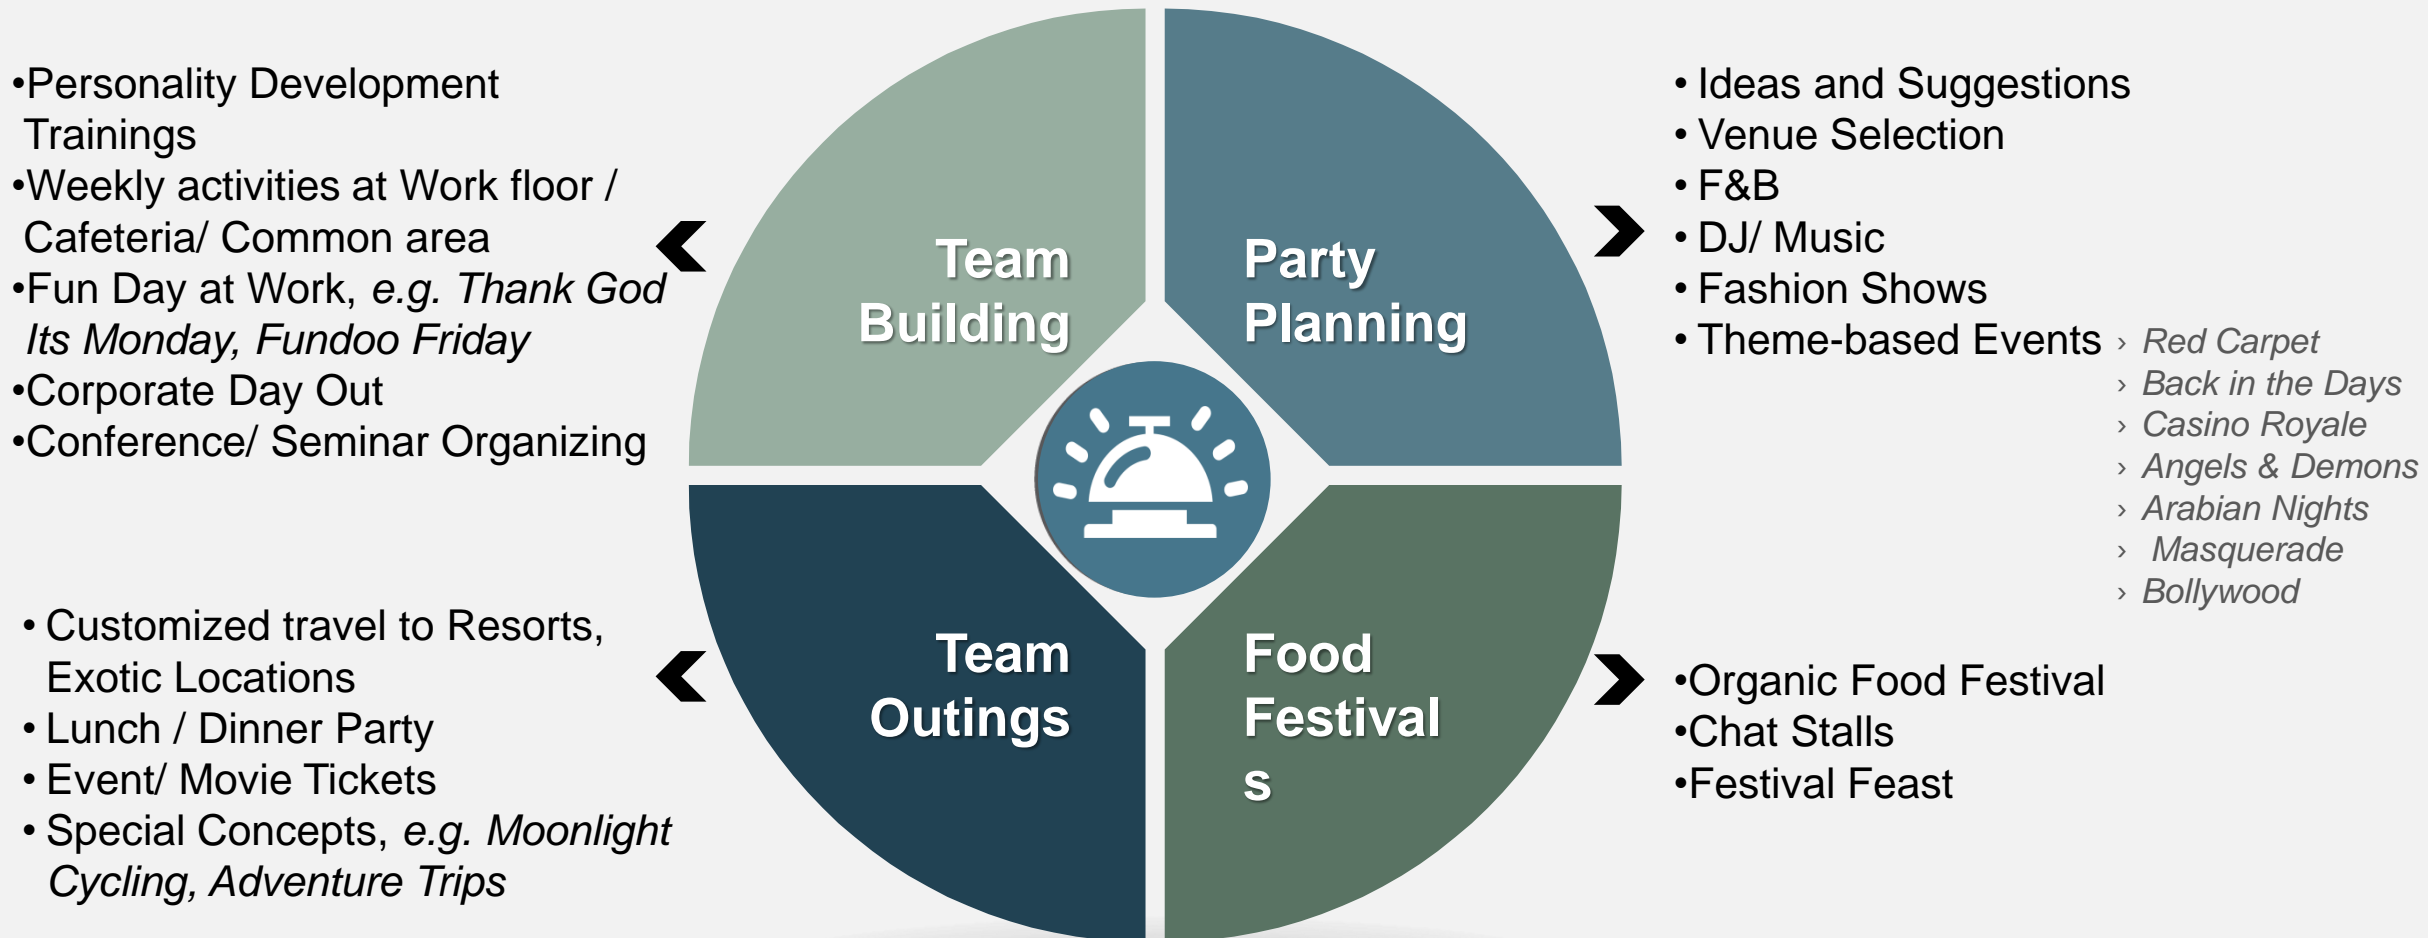 •Personality Development
Trainings
•Weekly activities at Work floor /
Cafeteria/ Common area
•Fun Day at Work, e.g. Thank God
Its Monday, Fundoo Friday
•Corporate Day Out
•Conference/ Seminar Organizing
Team
Building
Party
Planning
• Ideas and Suggestions
• Venue Selection
• F&B
• DJ/ Music
• Fashion Shows
• Theme-based Events
› Red Carpet
› Back in the Days
› Casino Royale
› Angels & Demons
› Arabian Nights
› Masquerade
› Bollywood
• Customized travel to Resorts,
Exotic Locations
• Lunch / Dinner Party
• Event/ Movie Tickets
• Special Concepts, e.g. Moonlight
Cycling, Adventure Trips
Team
Outings
Food
Festival
s
•Organic Food Festival
•Chat Stalls
•Festival Feast